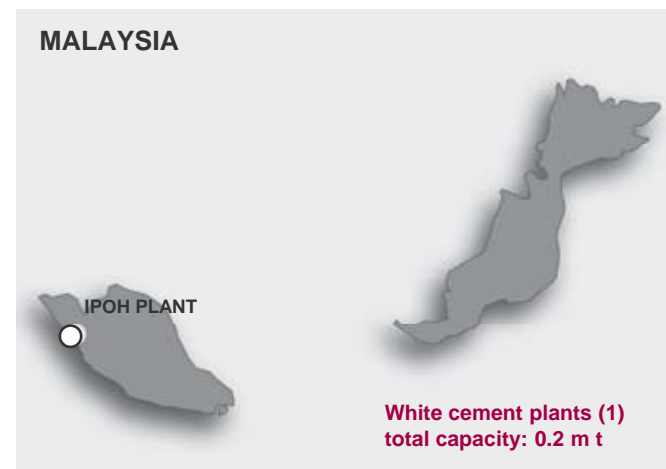 MALAYSIA
IPOH PLANT
White cement plants (1)
total capacity: 0.2 m t